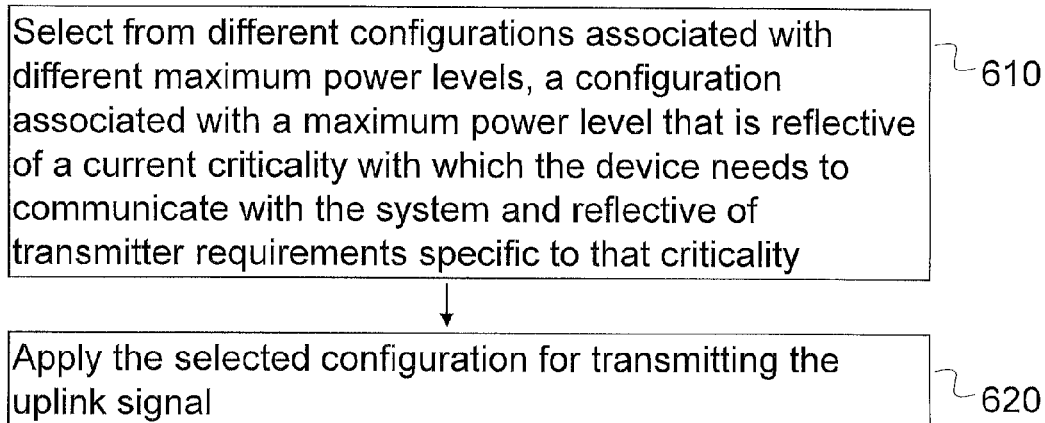 Select from different configurations associated with
different maximum power levels, a configuration
associated with a maximum power level that is reflective
of a current criticality with which the device needs to
communicate with the system and reflective of
transmitter requirements specific to that criticality
610
Apply the selected configuration for transmitting the
uplink signal
620